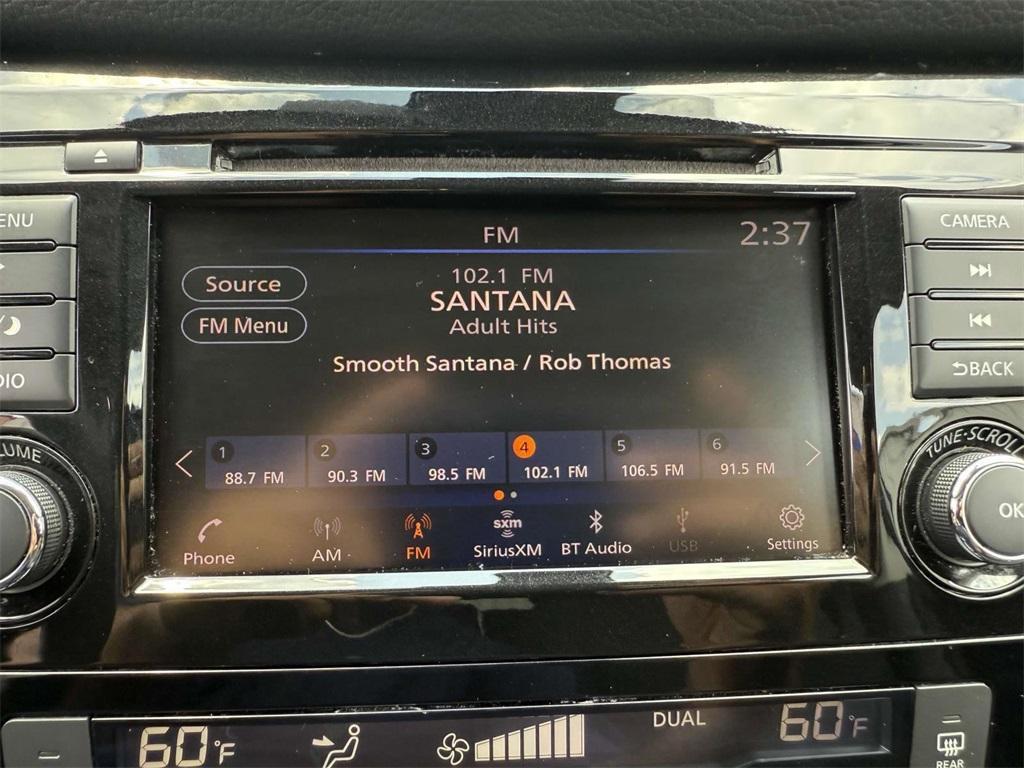 FM 2:37
ENU
CAMERA
Source
102.1 FM
SANTANA
FM Menu
Adult Hits
Smooth Santana / Rob Thomas
DIO
BACK
1 2 3 4 5 6
88.7 FM 90.3 FM 98.5 FM 102.1 FM 106.5 FM 91.5 FM
LUME
TUNE·SCROLL
OK
sxm
Phone AM FM SiriusXM BT Audio USB Settings
60°F DUAL 60°F
REAR